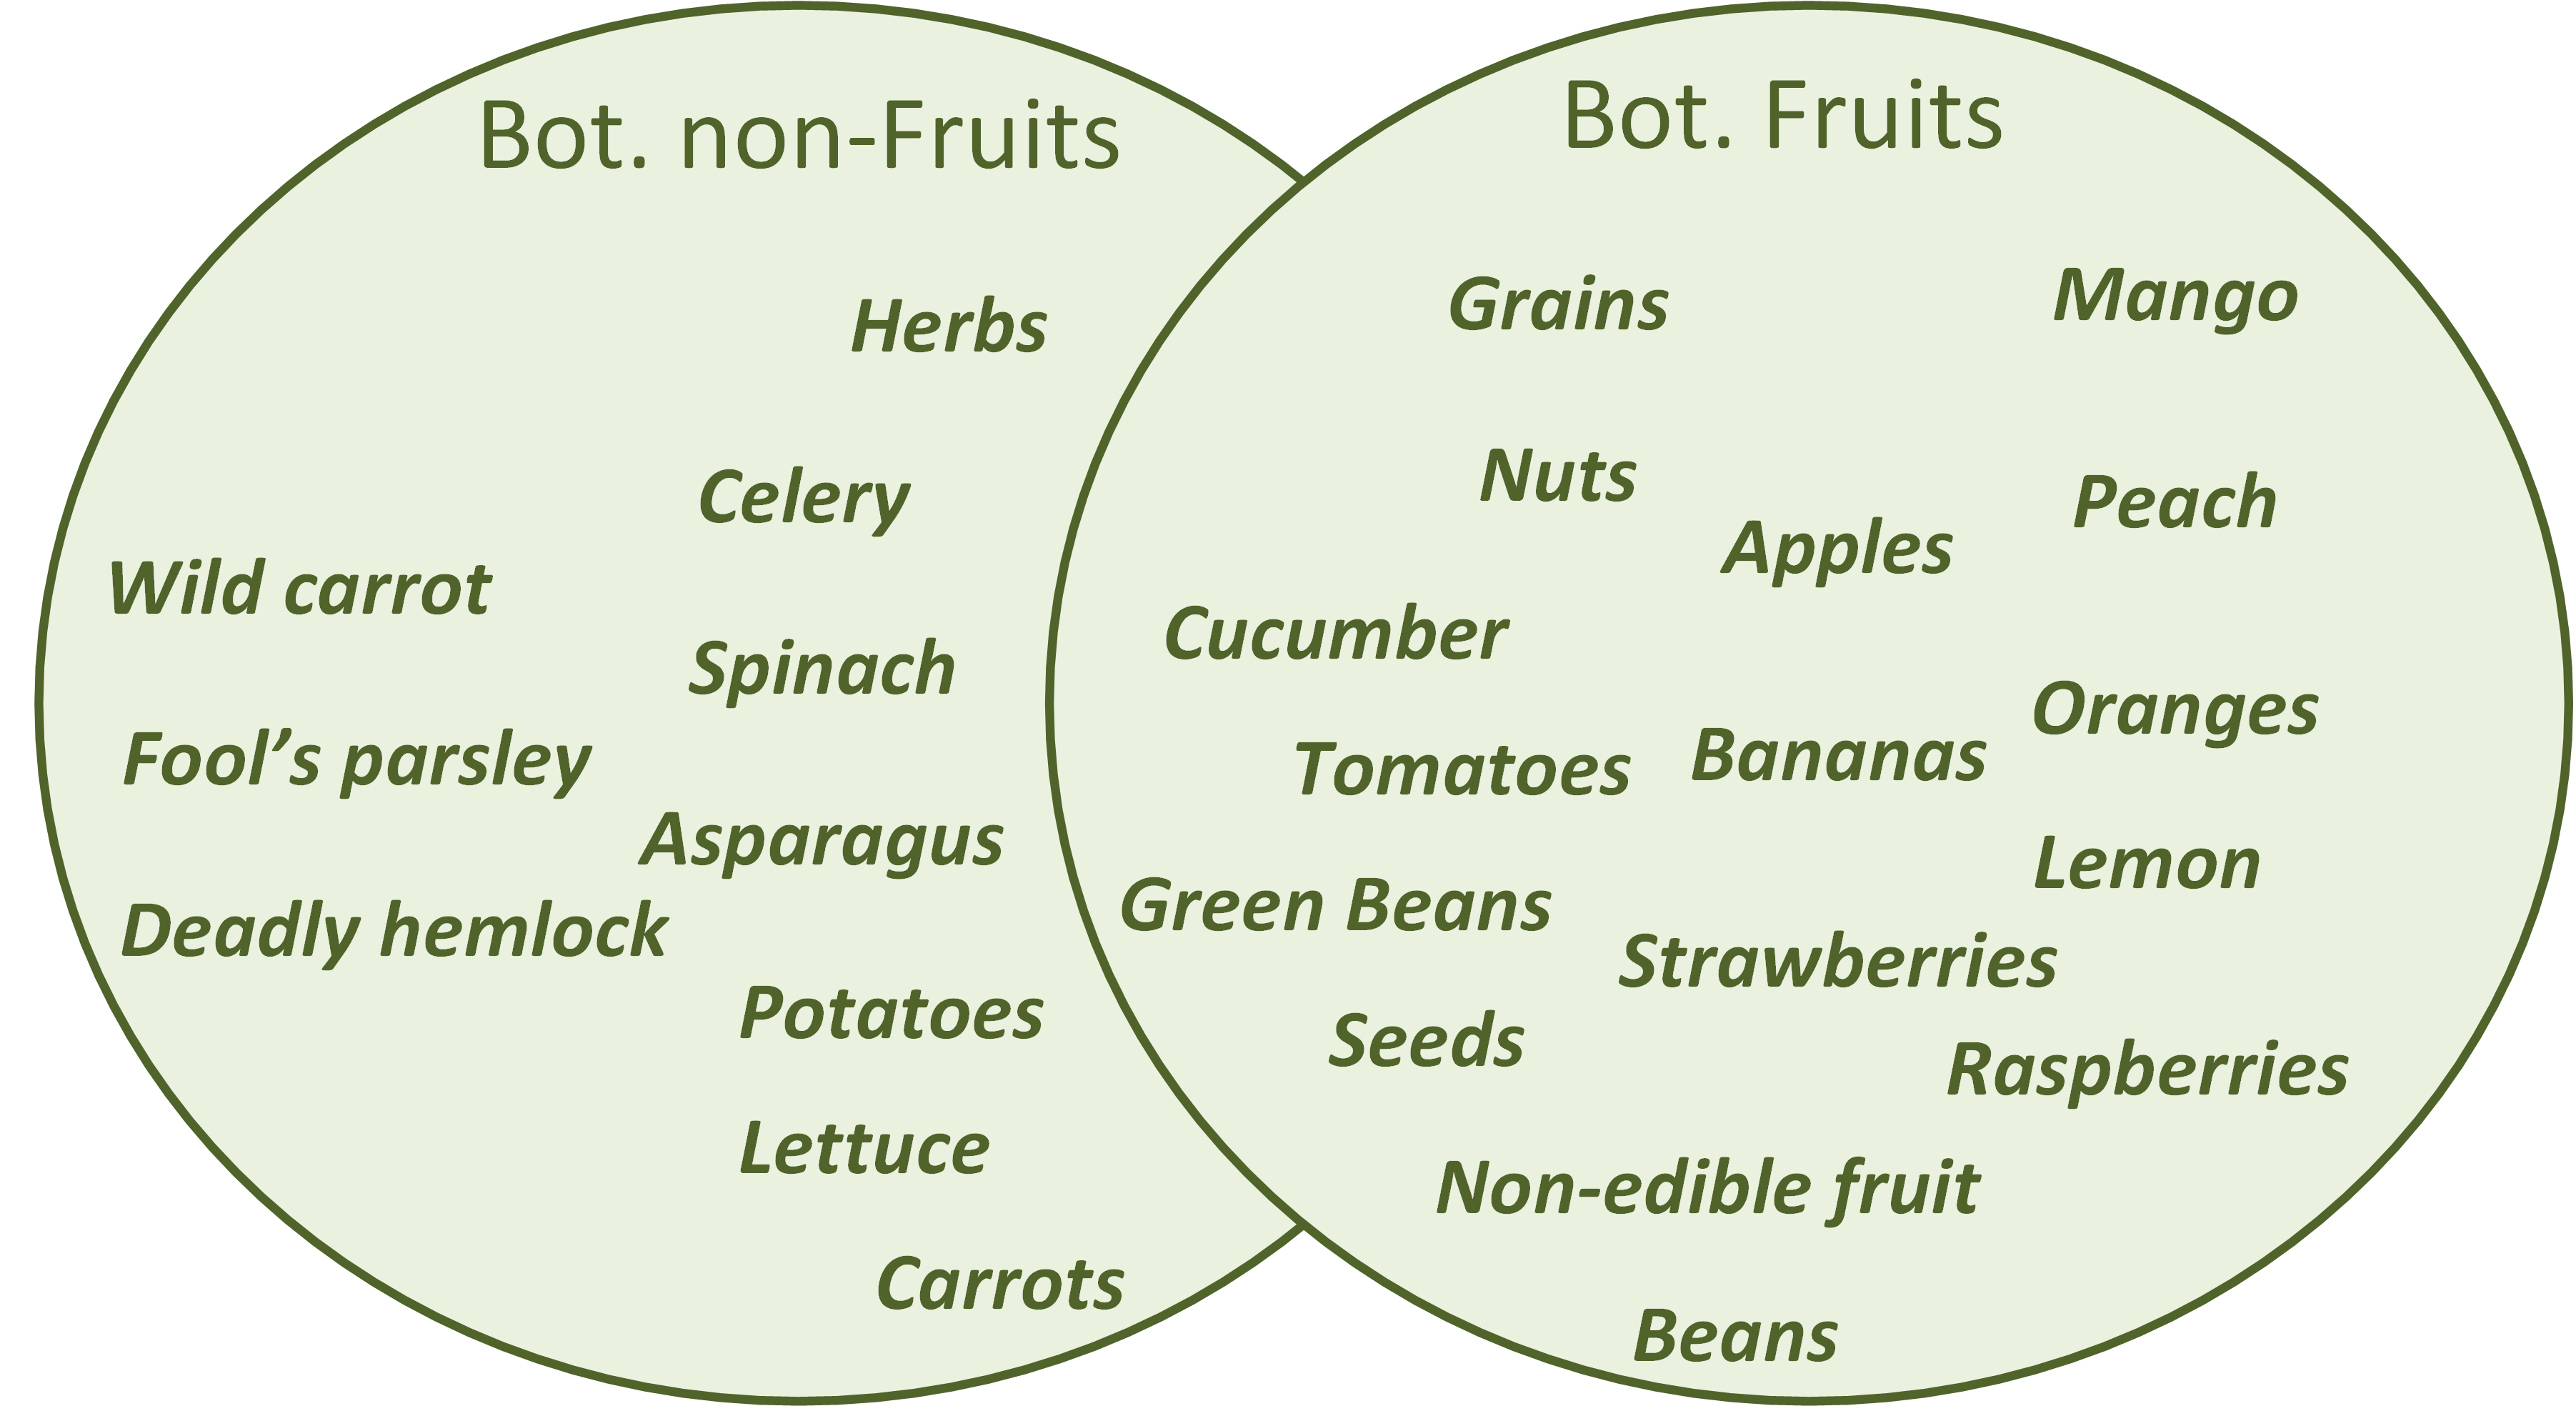 Bot. non-Fruits
Herbs
Celery
Wild carrot
Spinach
Fool’s parsley
Asparagus
Deadly hemlock
Potatoes
Lettuce
Carrots
Bot. Fruits
Grains
Mango
Nuts
Peach
Apples
Cucumber
Oranges
Tomatoes
Bananas
Lemon
Green Beans
Strawberries
Seeds
Raspberries
Non-edible fruit
Beans